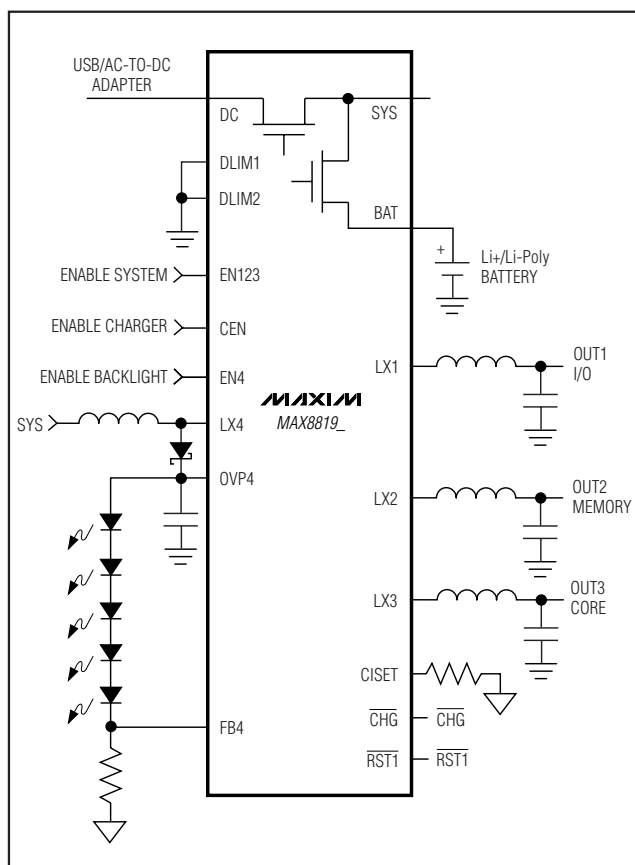 USB/AC-TO-DC
ADAPTER
DC
SYS
DLIM1
DLIM2
BAT
+
Li+/Li-Poly
BATTERY
ENABLE SYSTEM
EN123
ENABLE CHARGER
CEN
ENABLE BACKLIGHT
EN4
LX1
OUT1
I/O
MAXIM
MAX8819_
SYS
LX4
OVP4
LX2
OUT2
MEMORY
LX3
OUT3
CORE
CISET
CHG
CHG
FB4
RST1
RST1